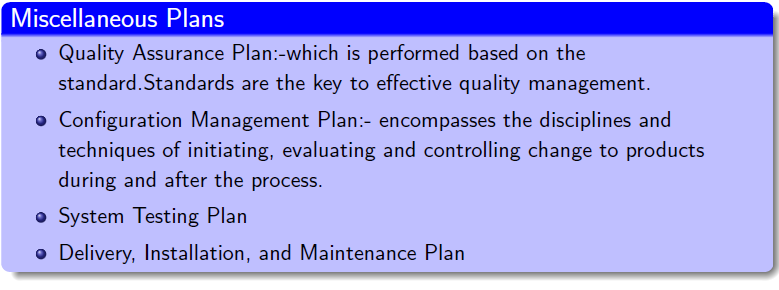 Miscellaneous Plans
Quality Assurance Plan:-which is performed based on the
standard.Standards are the key to effective quality management.
Configuration Management Plan:- encompasses the disciplines and
techniques of initiating, evaluating and controlling change to products
during and after the process.
System Testing Plan
Delivery, Installation, and Maintenance Plan